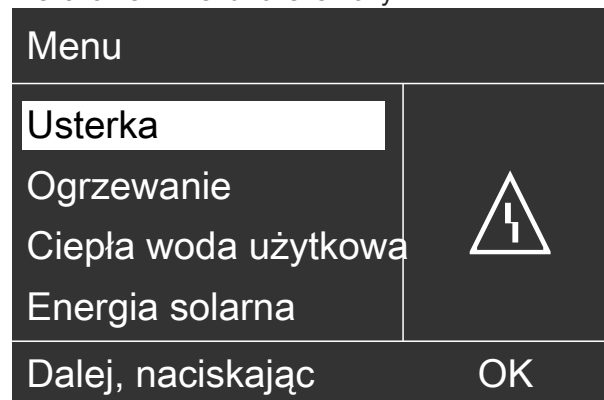 Menu
Usterka
Ogrzewanie
Ciepła woda użytkowa
Energia solarna
Dalej, naciskając OK